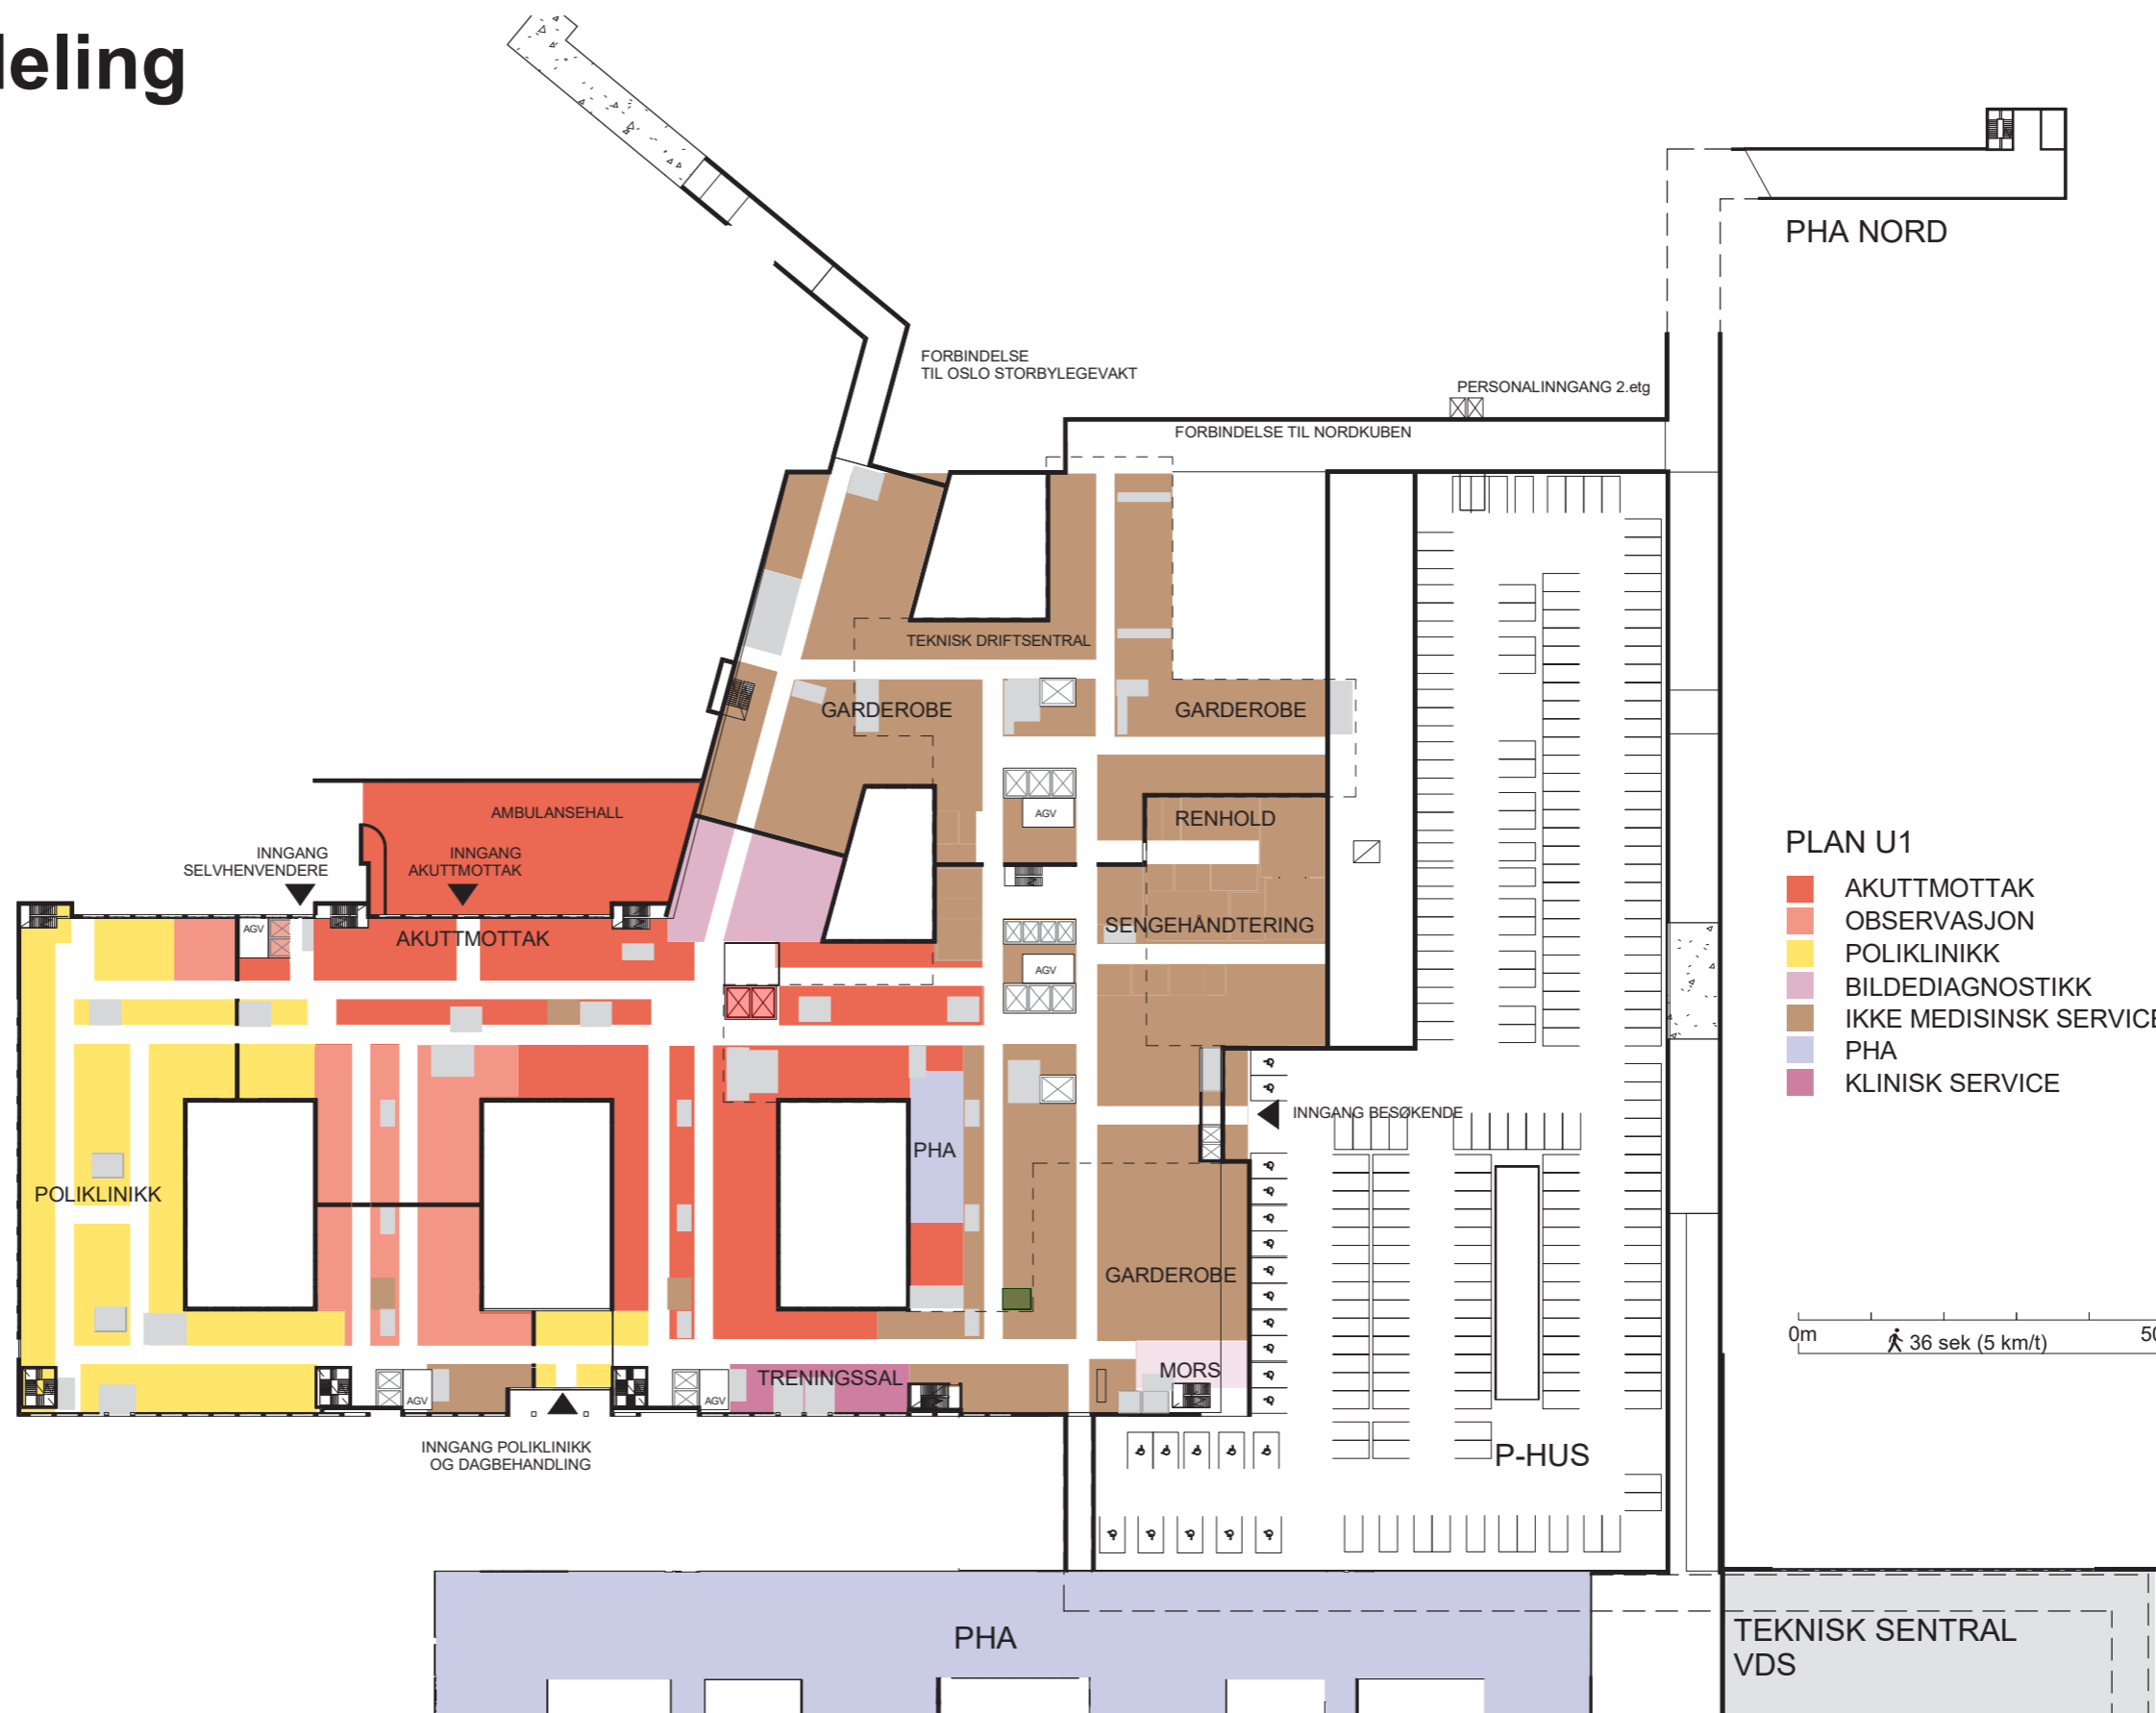 deling
PHA NORD
FORBINDELSE
TIL OSLO STORBYLEGEVAKT
PERSONALINNGANG 2.etg
FORBINDELSE TIL NORDKUBEN
TEKNISK DRIFTSENTRAL
GARDEROBE
GARDEROBE
AMBULANSEHALL
AGV
RENHOLD
INNGANG
SELVHENVENDERE
INNGANG
AKUTTMOTTAK
PLAN U1
AKUTTMOTTAK
OBSERVASJON
POLIKLINIKK
BILDEDIAGNOSTIKK
IKKE MEDISINSK SERVICE
PHA
KLINISK SERVICE
AGV
AKUTTMOTTAK
SENGEHÅNDTERING
AGV
INNGANG BESØKENDE
PHA
POLIKLINIKK
GARDEROBE
0m
50
36 sek (5 km/t)
TRENINGSSAL
MORS
AGV
AGV
INNGANG POLIKLINIKK
OG DAGBEHANDLING
P-HUS
PHA
TEKNISK SENTRAL
VDS